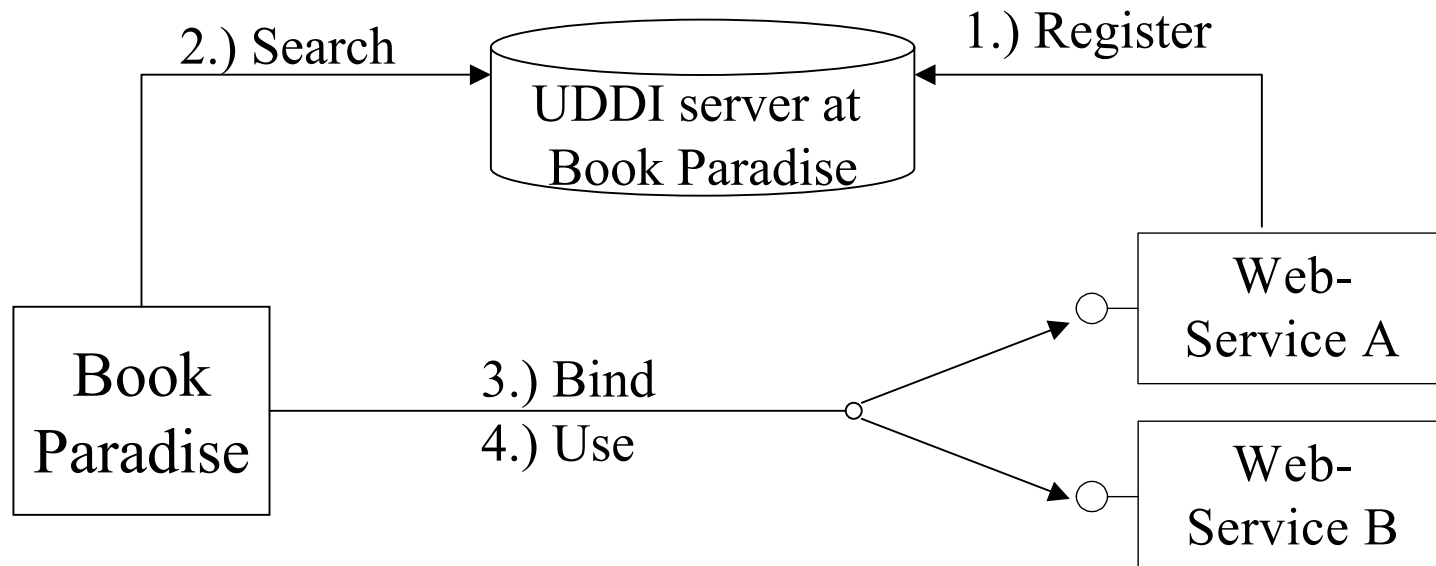 2.) Search
1.) Register
UDDI server at
Book Paradise
Web-
Service A
Book
Paradise
3.) Bind
4.) Use
Web-
Service B